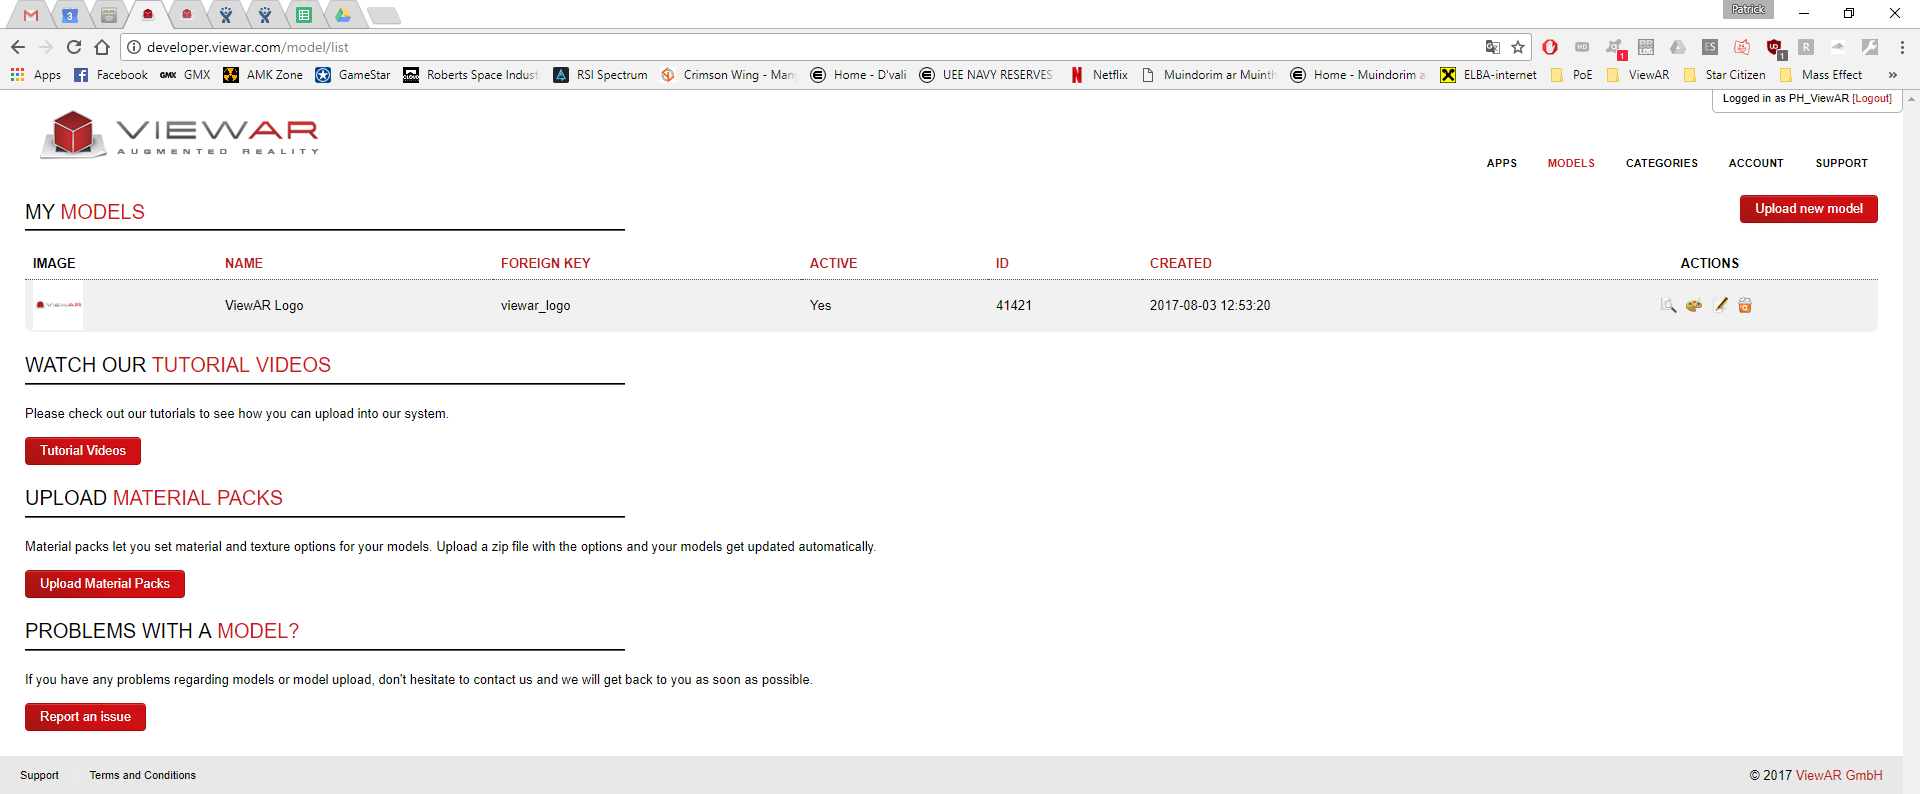 Patrick
developer.viewar.com/model/list
Apps Facebook GMX AMK Zone GameStar Roberts Space Indust RSI Spectrum Crimson Wing - Man Home - D'vali UEE NAVY RESERVES Netflix Muindorim ar Muinth Home - Muindorim a ELBA-internet PoE ViewAR Star Citizen Mass Effect »
Logged in as PH_ViewAR [Logout]
VIEWAR
AUGMENTED REALITY
APPS MODELS CATEGORIES ACCOUNT SUPPORT
MY MODELS
Upload new model
IMAGE NAME FOREIGN KEY ACTIVE ID CREATED ACTIONS
ViewAR Logo viewar_logo Yes 41421 2017-08-03 12:53:20
WATCH OUR TUTORIAL VIDEOS
Please check out our tutorials to see how you can upload into our system.
Tutorial Videos
UPLOAD MATERIAL PACKS
Material packs let you set material and texture options for your models. Upload a zip file with the options and your models get updated automatically.
Upload Material Packs
PROBLEMS WITH A MODEL?
If you have any problems regarding models or model upload, don't hesitate to contact us and we will get back to you as soon as possible.
Report an issue
Support Terms and Conditions
© 2017 ViewAR GmbH